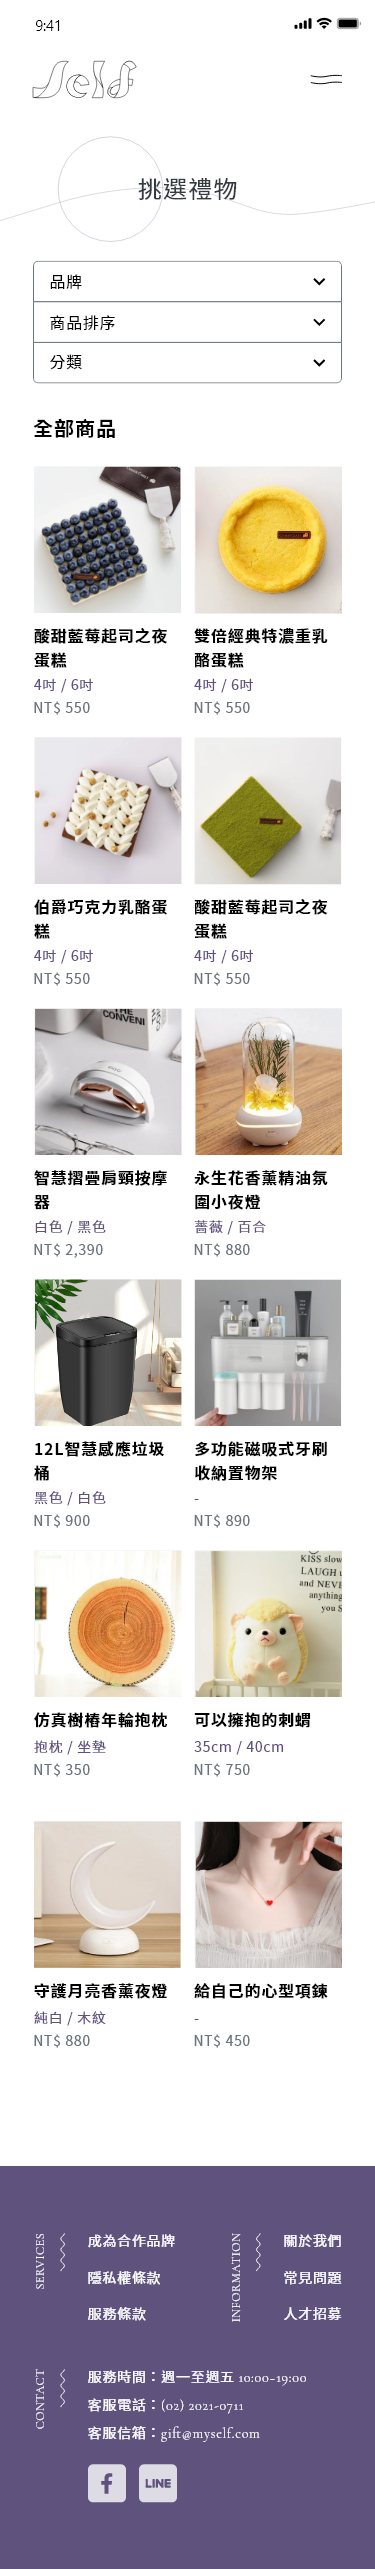 9:41
Self
挑選禮物
品牌
商品排序
分類
全部商品
酸甜藍莓起司之夜
蛋糕
4吋 / 6吋
NT$ 550
雙倍經典特濃重乳
酪蛋糕
4吋 / 6吋
NT$ 550
伯爵巧克力乳酪蛋
糕
4吋 / 6吋
NT$ 550
酸甜藍莓起司之夜
蛋糕
4吋 / 6吋
NT$ 550
THE
CONVENI
智慧摺疊肩頸按摩
器
白色 / 黑色
NT$ 2,390
永生花香薰精油氛
圍小夜燈
薔薇 / 百合
NT$ 880
12L智慧感應垃圾
桶
黑色 / 白色
NT$ 900
多功能磁吸式牙刷
收納置物架
-
NT$ 890
仿真樹樁年輪抱枕
抱枕 / 坐墊
NT$ 350
KISS slow
LAUGH
and NEVE
anything
you S
可以擁抱的刺蝟
35cm / 40cm
NT$ 750
守護月亮香薰夜燈
純白 / 木紋
NT$ 880
給自己的心型項鍊
-
NT$ 450
SERVICES
成為合作品牌
隱私權條款
服務條款
INFORMATION
關於我們
常見問題
人才招募
CONTACT
服務時間：週一至週五 10:00-19:00
客服電話：(02) 2021-0711
客服信箱：gift@myself.com
LINE